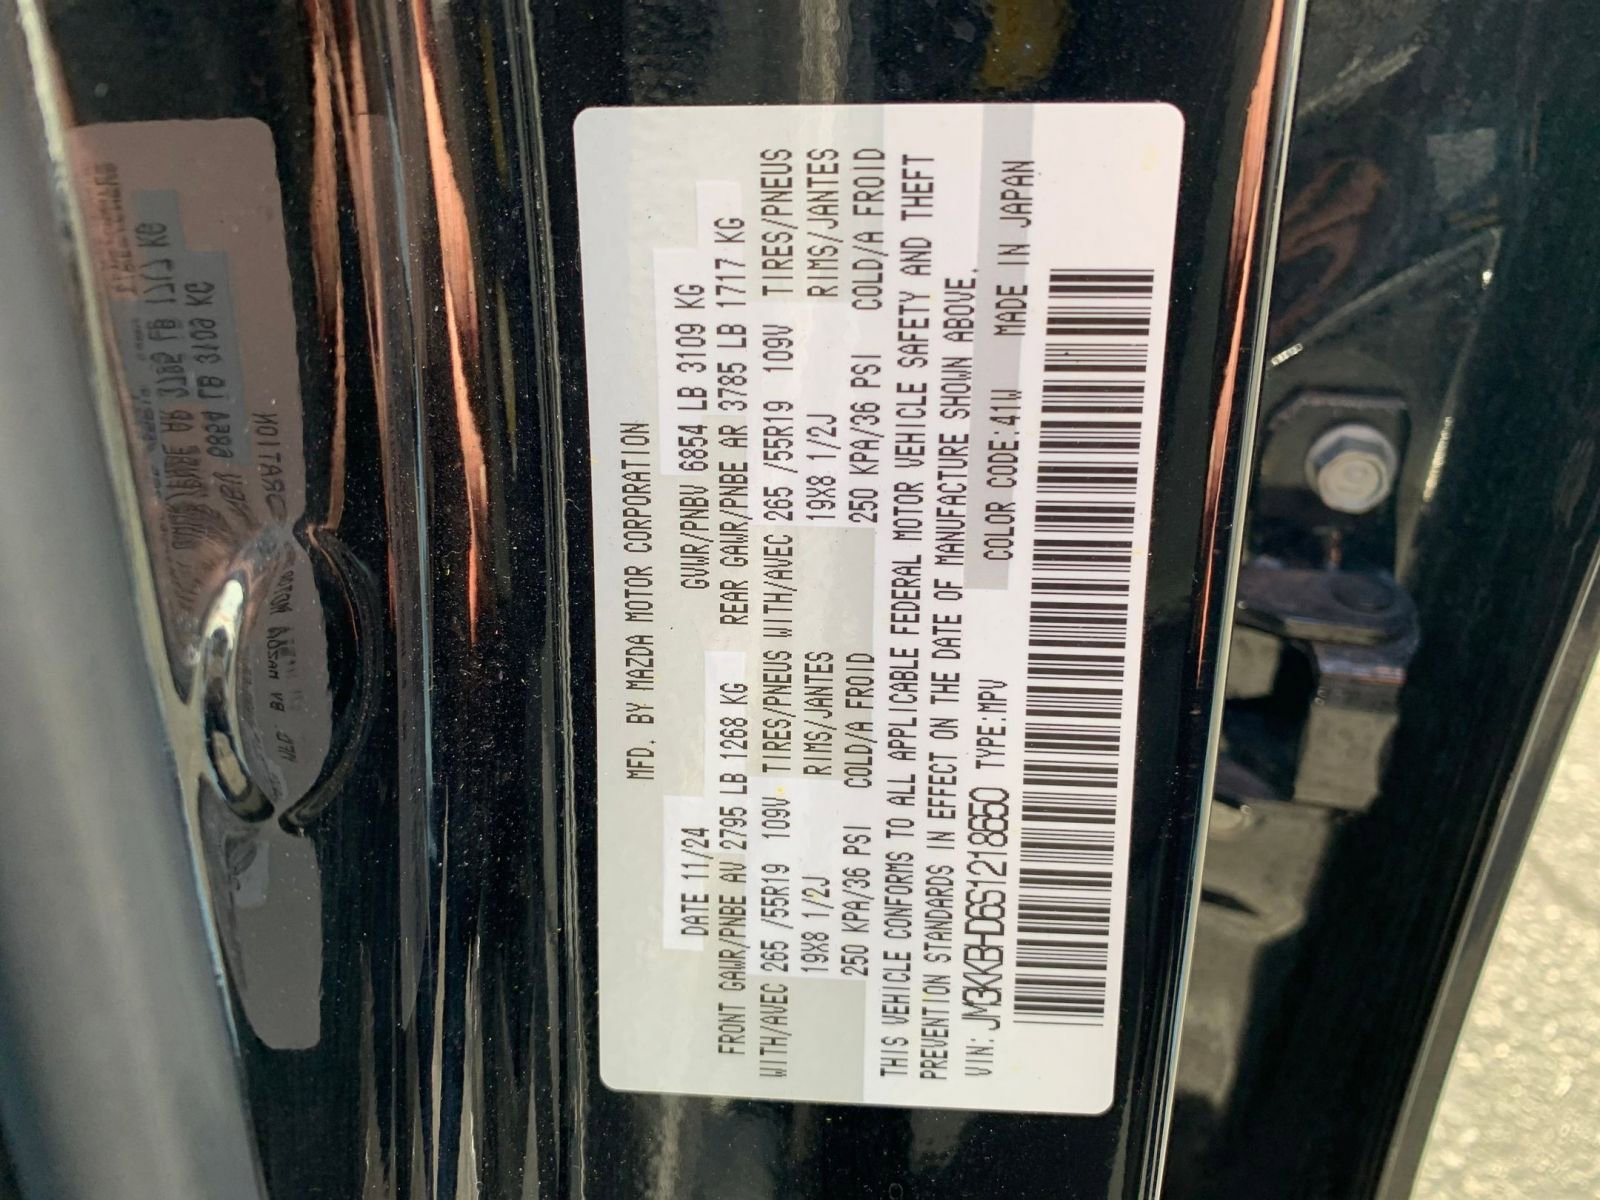 MFD. BY MAZDA MOTOR CORPORATION
DATE 11/24 GVWR/PNBV 6854 LB 3109 KG
FRONT GAWR/PNBE AV 2795 LB 1268 KG REAR GAWR/PNBE AR 3785 LB 1717 KG
WITH/AVEC 265 /55R19 109V TIRES/PNEUS WITH/AVEC 265 /55R19 109V TIRES/PNEUS
19X8 1/2J RIMS/JANTES 19X8 1/2J RIMS/JANTES
250 KPA/36 PSI COLD/A FROID 250 KPA/36 PSI COLD/A FROID
THIS VEHICLE CONFORMS TO ALL APPLICABLE FEDERAL MOTOR VEHICLE SAFETY AND THEFT
PREVENTION STANDARDS IN EFFECT ON THE DATE OF MANUFACTURE SHOWN ABOVE.
VIN: JM3KKBHD6S1218650 TYPE:MPV COLOR CODE:41W MADE IN JAPAN